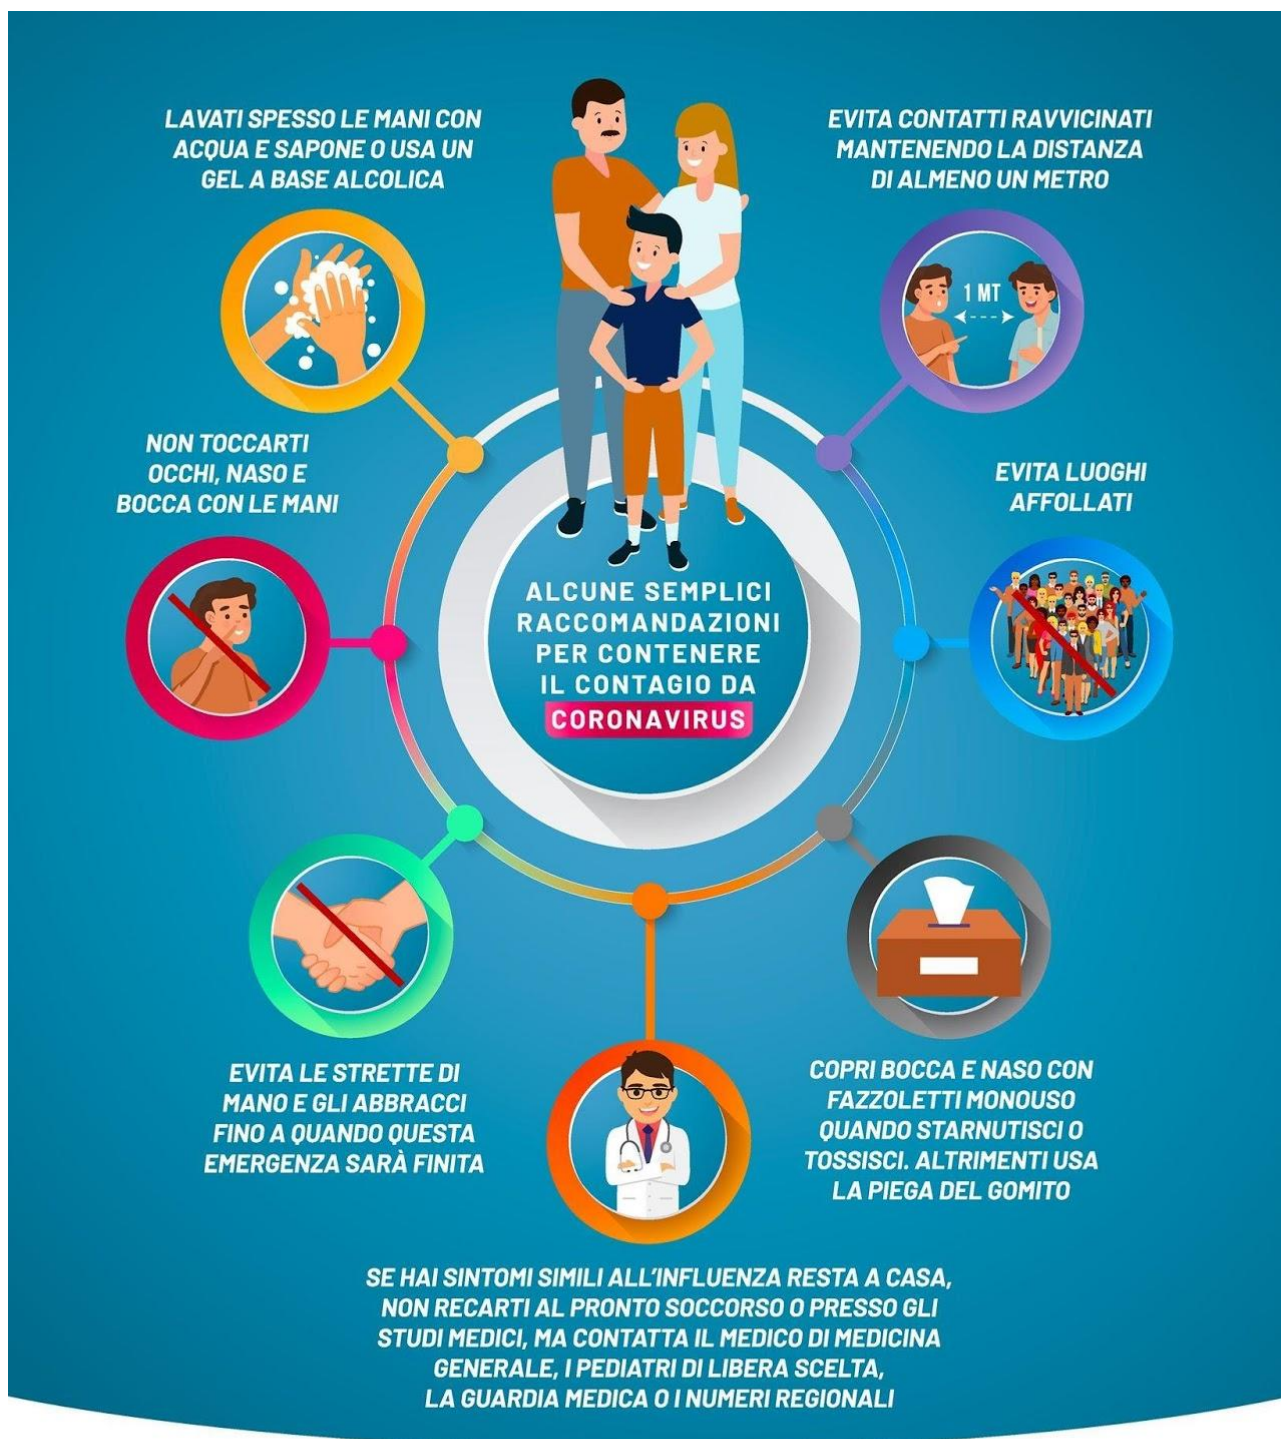 LAVATI SPESSO LE MANI CON
ACQUA E SAPONE O USA UN
GEL A BASE ALCOLICA
EVITA CONTATTI RAVVICINATI
MANTENENDO LA DISTANZA
DI ALMENO UN METRO
1 MT
NON TOCCARTI
OCCHI, NASO E
BOCCA CON LE MANI
EVITA LUOGHI
AFFOLLATI
ALCUNE SEMPLICI
RACCOMANDAZIONI
PER CONTENERE
IL CONTAGIO DA
CORONAVIRUS
EVITA LE STRETTE DI
MANO E GLI ABBRACCI
FINO A QUANDO QUESTA
EMERGENZA SARÀ FINITA
COPRI BOCCA E NASO CON
FAZZOLETTI MONOUSO
QUANDO STARNUTISCI O
TOSSISCI. ALTRIMENTI USA
LA PIEGA DEL GOMITO
SE HAI SINTOMI SIMILI ALL'INFLUENZA RESTA A CASA,
NON RECARTI AL PRONTO SOCCORSO O PRESSO GLI
STUDI MEDICI, MA CONTATTA IL MEDICO DI MEDICINA
GENERALE, I PEDIATRI DI LIBERA SCELTA,
LA GUARDIA MEDICA O I NUMERI REGIONALI